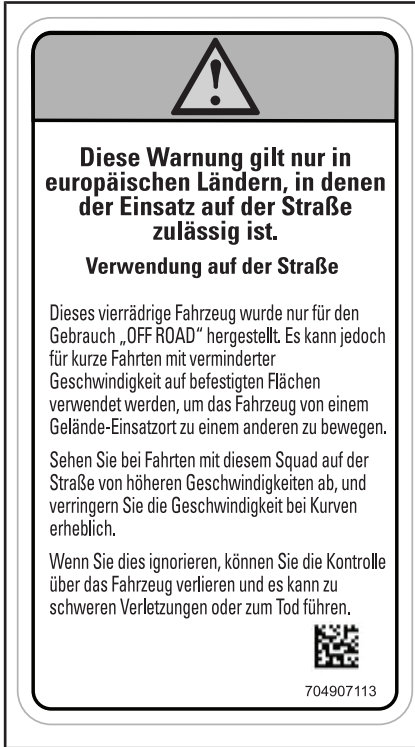 Diese Warnung gilt nur in
europäischen Ländern, in denen
der Einsatz auf der Straße
zulässig ist.
Verwendung auf der Straße
Dieses vierrädrige Fahrzeug wurde nur für den
Gebrauch „OFF ROAD“ hergestellt. Es kann jedoch
für kurze Fahrten mit verminderter
Geschwindigkeit auf befestigten Flächen
verwendet werden, um das Fahrzeug von einem
Gelände-Einsatzort zu einem anderen zu bewegen.
Sehen Sie bei Fahrten mit diesem Squad auf der
Straße von höheren Geschwindigkeiten ab, und
verringern Sie die Geschwindigkeit bei Kurven
erheblich.
Wenn Sie dies ignorieren, können Sie die Kontrolle
über das Fahrzeug verlieren und es kann zu
schweren Verletzungen oder zum Tod führen.
704907113